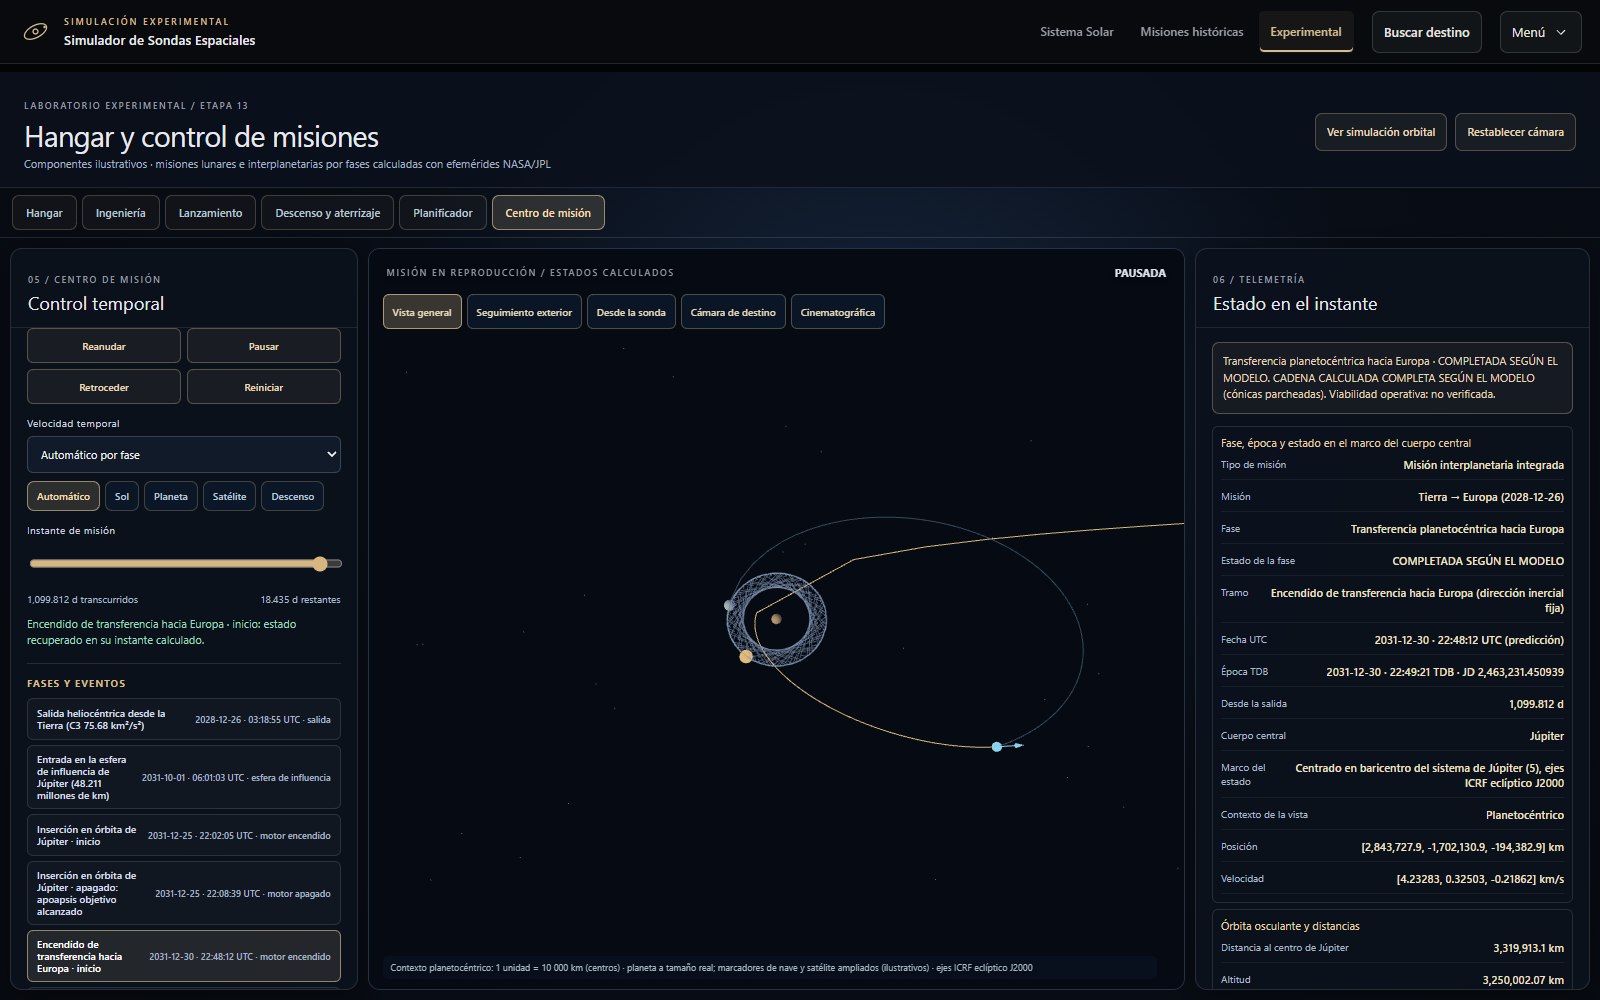 SIMULACIÓN EXPERIMENTAL
Simulador de Sondas Espaciales
Sistema Solar
Misiones históricas
Experimental
Buscar destino
Menú
LABORATORIO EXPERIMENTAL / ETAPA 13
Hangar y control de misiones
Componentes ilustrativos · misiones lunares e interplanetarias por fases calculadas con efemérides NASA/JPL
Ver simulación orbital
Restablecer cámara
Hangar
Ingeniería
Lanzamiento
Descenso y aterrizaje
Planificador
Centro de misión
05 / CENTRO DE MISIÓN
Control temporal
Reanudar
Pausar
Retroceder
Reiniciar
Velocidad temporal
Automático por fase
Automático
Sol
Planeta
Satélite
Descenso
Instante de misión
1,099.812 d transcurridos
18.435 d restantes
Encendido de transferencia hacia Europa · inicio: estado
recuperado en su instante calculado.
FASES Y EVENTOS
Salida heliocéntrica desde la
Tierra (C3 75.68 km²/s²)
2028-12-26 · 03:18:55 UTC · salida
Entrada en la esfera
de influencia de
Júpiter (48.211
millones de km)
2031-10-01 · 06:01:03 UTC · esfera de influencia
Inserción en órbita de
Júpiter · inicio
2031-12-25 · 22:02:05 UTC · motor encendido
Inserción en órbita de
Júpiter · apagado:
apoapsis objetivo
alcanzado
2031-12-25 · 22:08:39 UTC · motor apagado
Encendido de
transferencia hacia
Europa · inicio
2031-12-30 · 22:48:12 UTC · motor encendido
MISIÓN EN REPRODUCCIÓN / ESTADOS CALCULADOS
PAUSADA
Vista general
Seguimiento exterior
Desde la sonda
Cámara de destino
Cinematográfica
Contexto planetocéntrico: 1 unidad = 10 000 km (centros) · planeta a tamaño real; marcadores de nave y satélite ampliados (ilustrativos) · ejes ICRF eclíptico J2000
06 / TELEMETRÍA
Estado en el instante
Transferencia planetocéntrica hacia Europa · COMPLETADA SEGÚN EL
MODELO. CADENA CALCULADA COMPLETA SEGÚN EL MODELO
(cónicas parcheadas). Viabilidad operativa: no verificada.
Fase, época y estado en el marco del cuerpo central
Tipo de misión
Misión interplanetaria integrada
Misión
Tierra → Europa (2028-12-26)
Fase
Transferencia planetocéntrica hacia Europa
Estado de la fase
COMPLETADA SEGÚN EL MODELO
Tramo
Encendido de transferencia hacia Europa (dirección inercial
fija)
Fecha UTC
2031-12-30 · 22:48:12 UTC (predicción)
Época TDB
2031-12-30 · 22:49:21 TDB · JD 2,463,231.450939
Desde la salida
1,099.812 d
Cuerpo central
Júpiter
Marco del
estado
Centrado en baricentro del sistema de Júpiter (5), ejes
ICRF eclíptico J2000
Contexto de la vista
Planetocéntrico
Posición
[2,843,727.9, -1,702,130.9, -194,382.9] km
Velocidad
[4.23283, 0.32503, -0.21862] km/s
Órbita osculante y distancias
Distancia al centro de Júpiter
3,319,913.1 km
Altitud
3,250,002.07 km